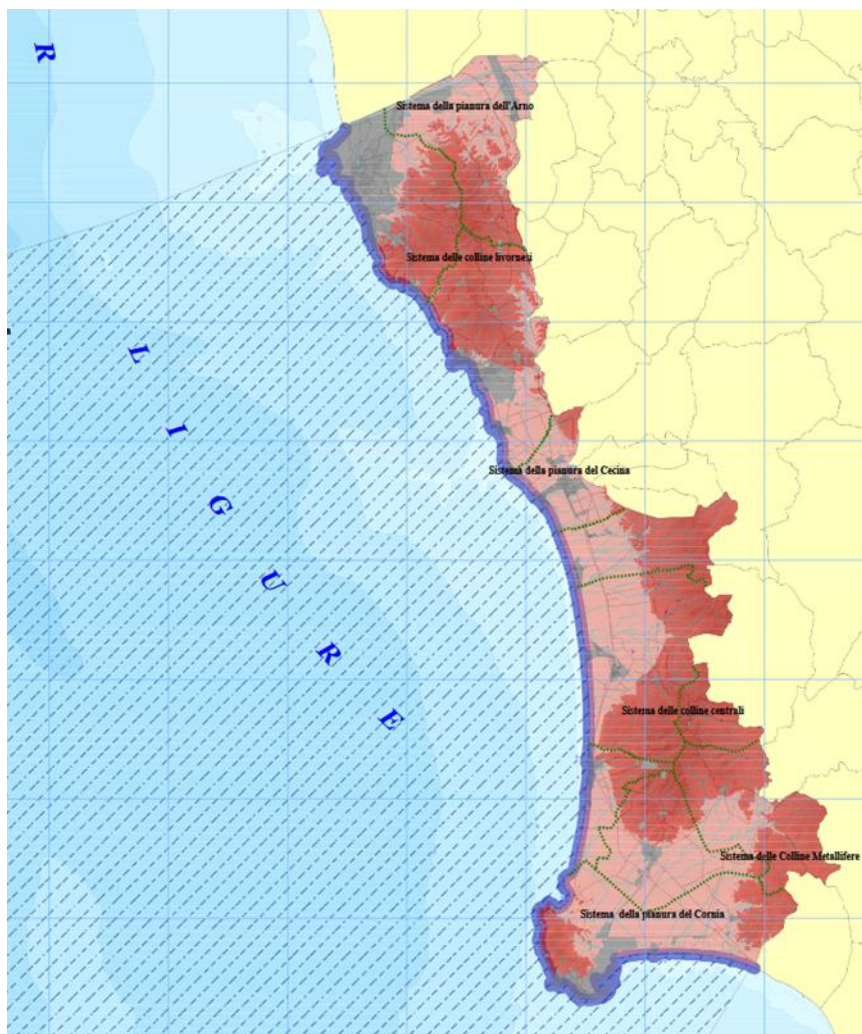 R
Sistema della pianura dell'Arno
Sistema delle colline livornesi
L
I
G
U
R
E
Sistema della pianura del Cecina
Sistema delle colline centrali
Sistema delle Colline Metallifere
Sistema della pianura del Cornia